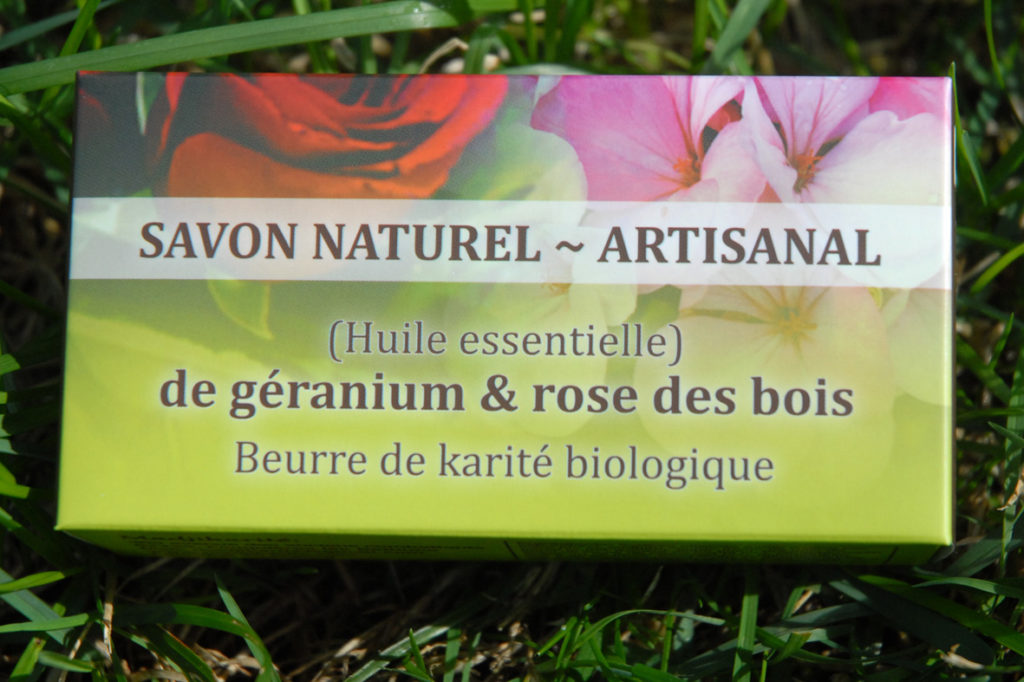 SAVON NATUREL ~ ARTISANAL
(Huile essentielle)
de géranium & rose des bois
Beurre de karité biologique